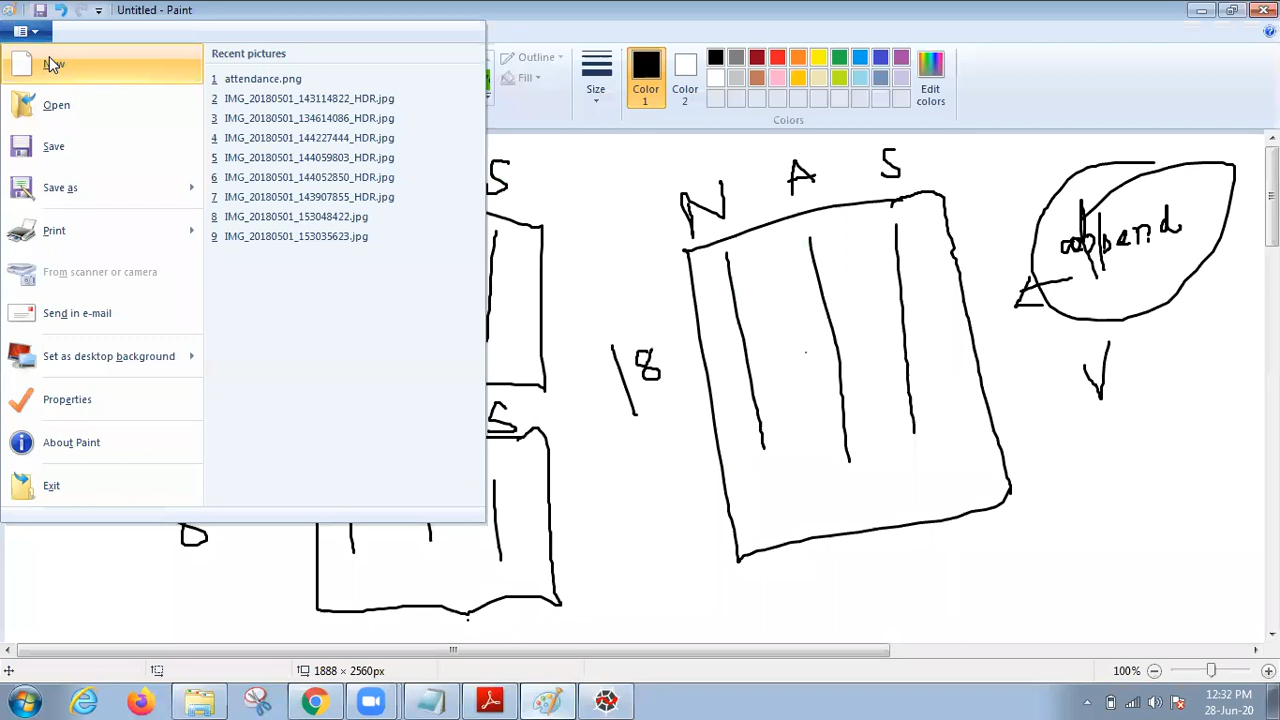 Untitled - Paint
New
Open
Save
Save as
Print
From scanner or camera
Send in e-mail
Set as desktop background
Properties
About Paint
Exit
Recent pictures
1 attendance.png
2 IMG_20180501_143114822_HDR.jpg
3 IMG_20180501_134614086_HDR.jpg
4 IMG_20180501_144227444_HDR.jpg
5 IMG_20180501_144059803_HDR.jpg
6 IMG_20180501_144052850_HDR.jpg
7 IMG_20180501_143907855_HDR.jpg
8 IMG_20180501_153048422.jpg
9 IMG_20180501_153035623.jpg
Outline
Fill
Size
Color 1
Color 2
Edit colors
Colors
S
N A S
append
18
S
8
1888 × 2560px
100%
12:32 PM
28-Jun-20